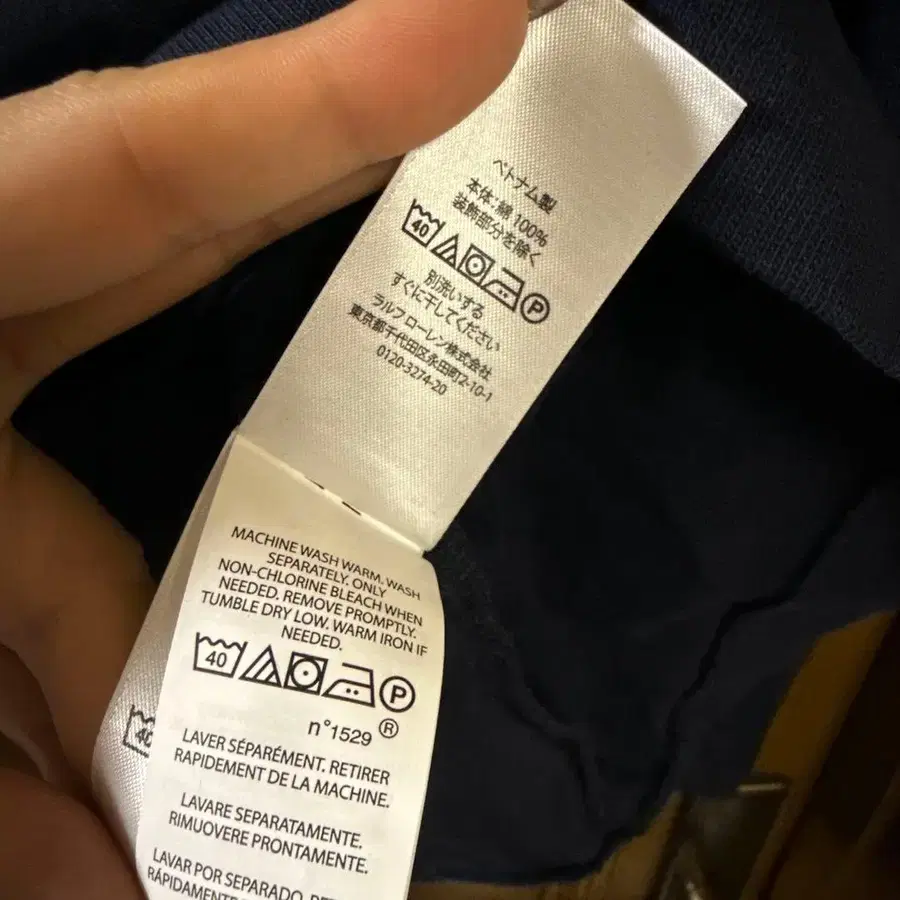 ベトナム製
本体:綿 100%
装飾部分を除く
40 P
別洗いする
すぐに干してください
ラルフ ローレン株式会社
東京都千代田区永田町2-10-1
0120-3274-20
MACHINE WASH WARM. WASH
SEPARATELY. ONLY
NON-CHLORINE BLEACH WHEN
NEEDED. REMOVE PROMPTLY.
TUMBLE DRY LOW. WARM IRON IF
NEEDED.
40 P
n°1529 ®
LAVER SÉPARÉMENT. RETIRER
RAPIDEMENT DE LA MACHINE.
LAVARE SEPARATAMENTE.
RIMUOVERE PRONTAMENTE.
LAVAR POR SEPARADO.
40